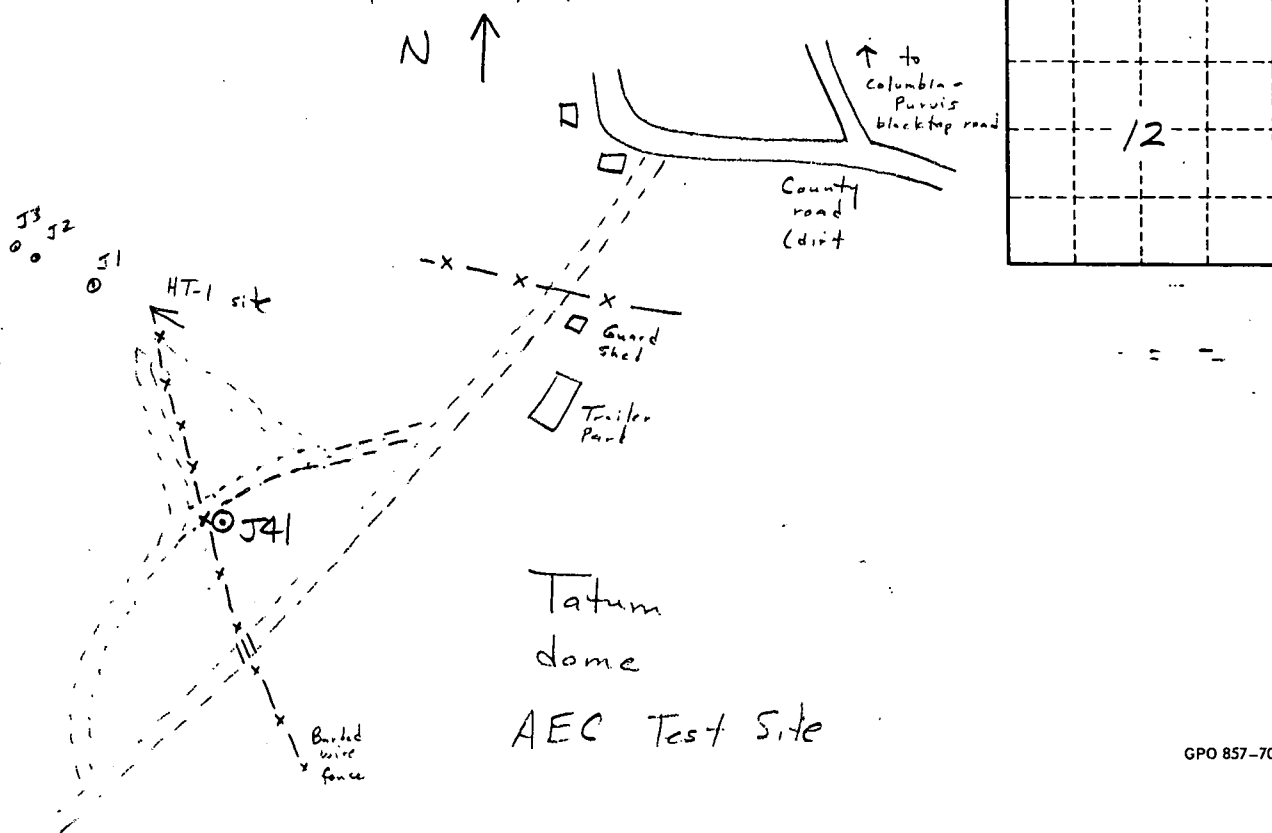 N
↑ to
Columbia -
Purvis
blacktop road
12
County
road
(dirt
J3
J2
J1
HT-1 site
Guard
Shed
Trailer
Park
J41
Tatum
dome
AEC Test Site
Barbed
wire
fence
GPO 857-70